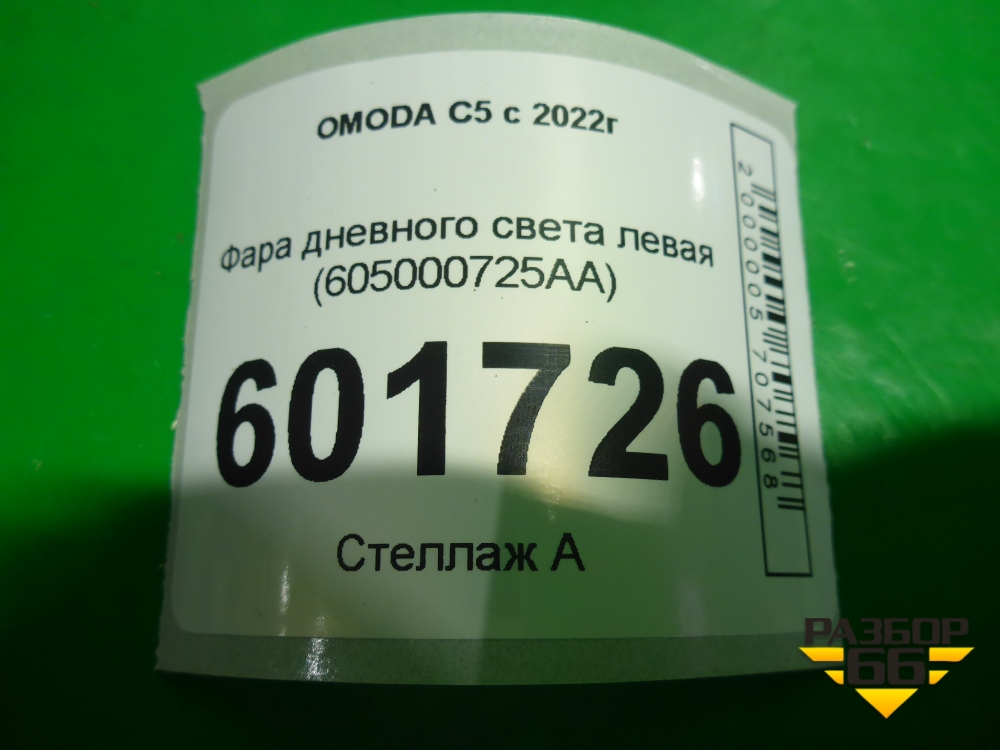 OMODA C5 с 2022г
Фара дневного света левая
(605000725AA)
601726
Стеллаж А
2000005707568
РАЗБОР
66